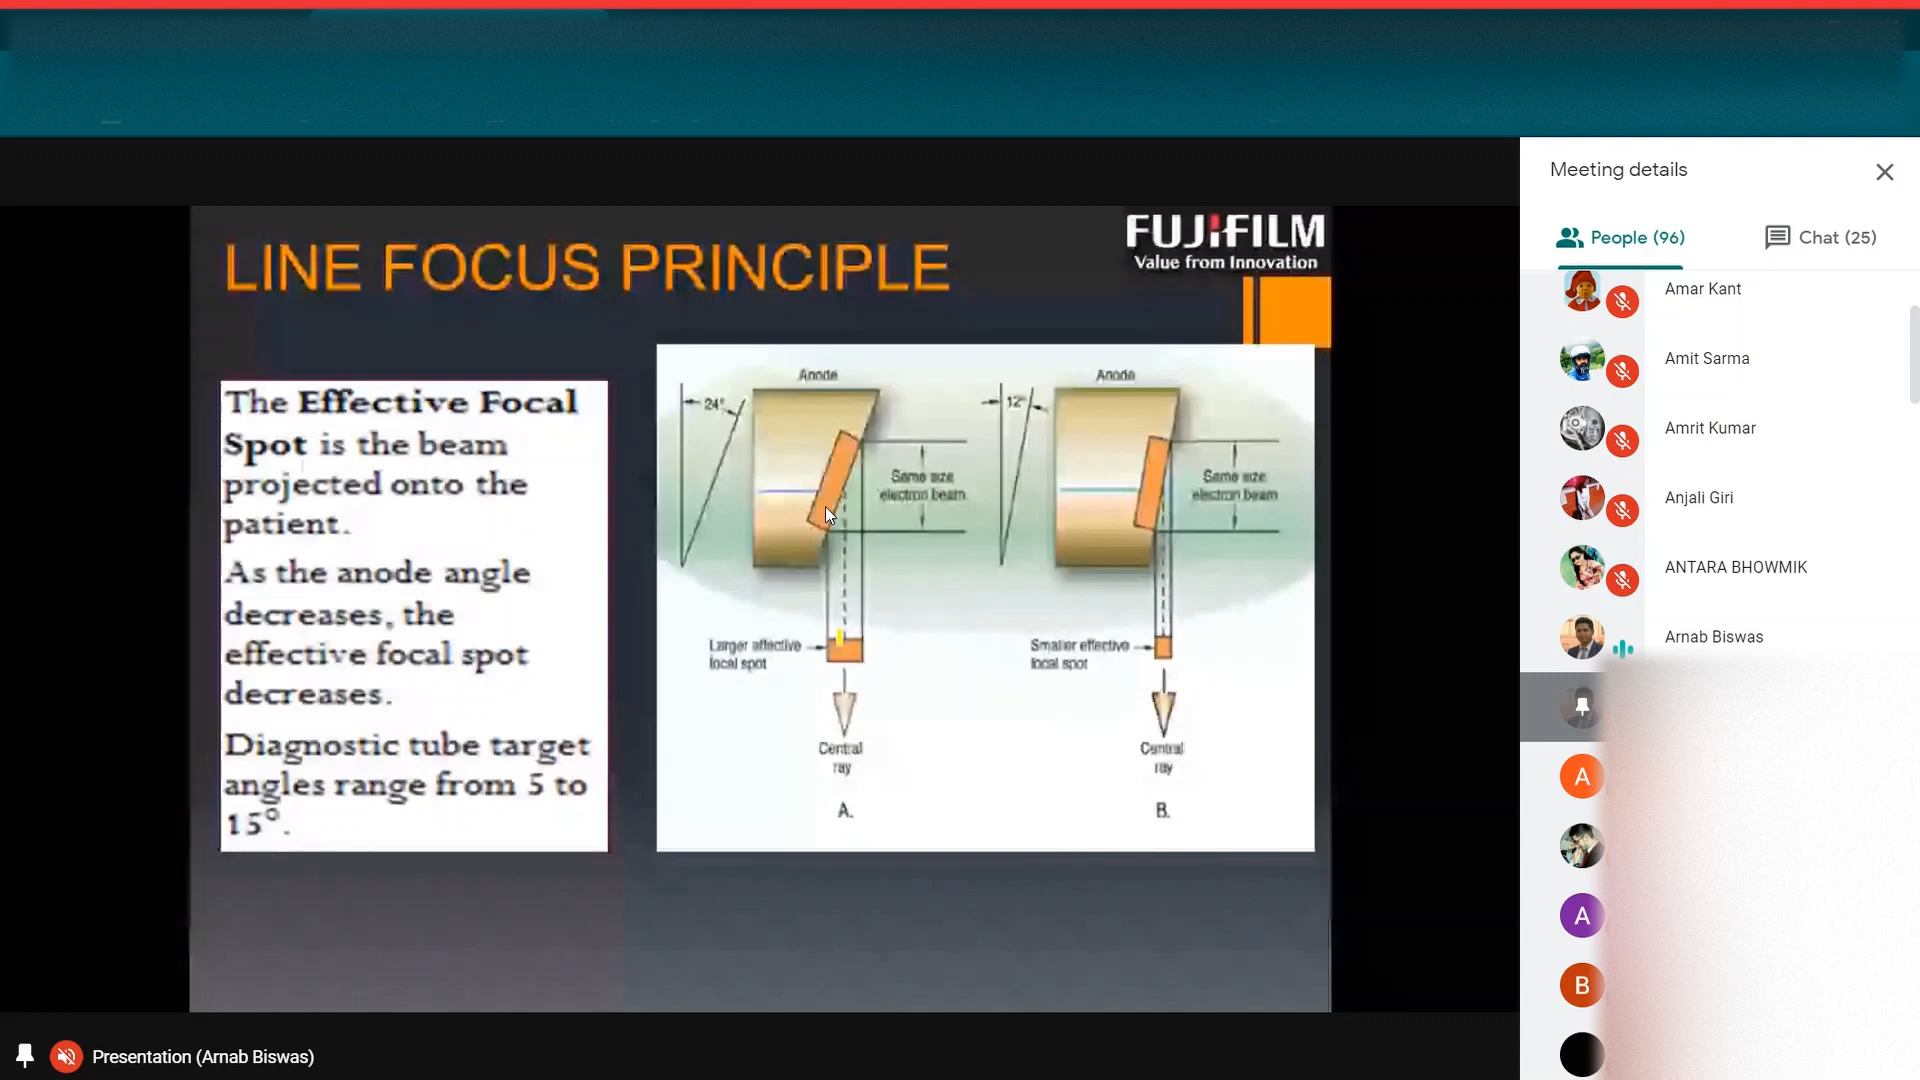 LINE FOCUS PRINCIPLE
FUJIFILM
Value from Innovation
The Effective Focal
Spot is the beam
projected onto the
patient.
As the anode angle
decreases, the
effective focal spot
decreases.
Diagnostic tube target
angles range from 5 to
15°.
Anode
24°
Same size
electron beam
Larger effective
focal spot
Central
ray
A.
Anode
12°
Same size
electron beam
Smaller effective
focal spot
Central
ray
B.
Presentation (Arnab Biswas)
Meeting details
People (96)
Chat (25)
Amar Kant
Amit Sarma
Amrit Kumar
Anjali Giri
ANTARA BHOWMIK
Arnab Biswas
A
A
B